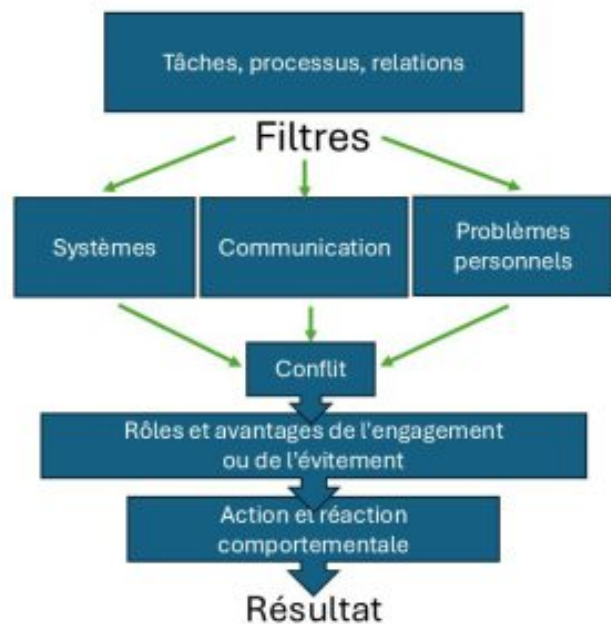 Tâches, processus, relations
Filtres
Systèmes
Communication
Problèmes
personnels
Conflit
Rôles et avantages de l'engagement
ou de l'évitement
Action et réaction
comportementale
Résultat